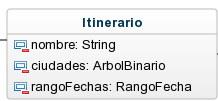 Itinerario
nombre: String
ciudades: ArbolBinario
rangoFechas: RangoFecha